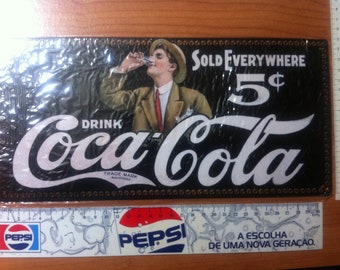 SOLD EVERYWHERE
5¢
DRINK
Coca-Cola
TRADE MARK
PEPSI
PEPSI
A ESCOLHA
DE UMA NOVA GERAÇÃO.